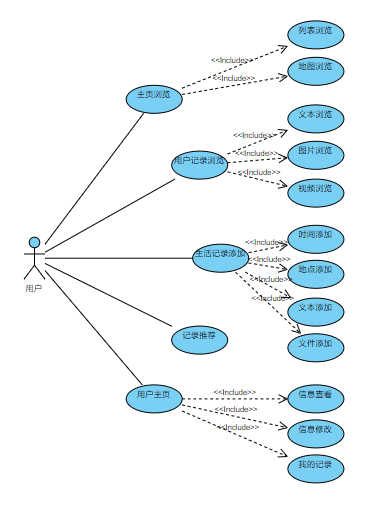 列表浏览
<<Include>>
地图浏览
<<Include>>
主页浏览
文本浏览
<<Include>>
图片浏览
<<Include>>
用户记录浏览
<<Include>>
视频浏览
时间添加
<<Include>>
生活记录添加
<<Include>>
地点添加
<<Include>>
用户
<<Include>>
文本添加
记录推荐
文件添加
用户主页
<<Include>>
信息查看
<<Include>>
信息修改
<<Include>>
我的记录